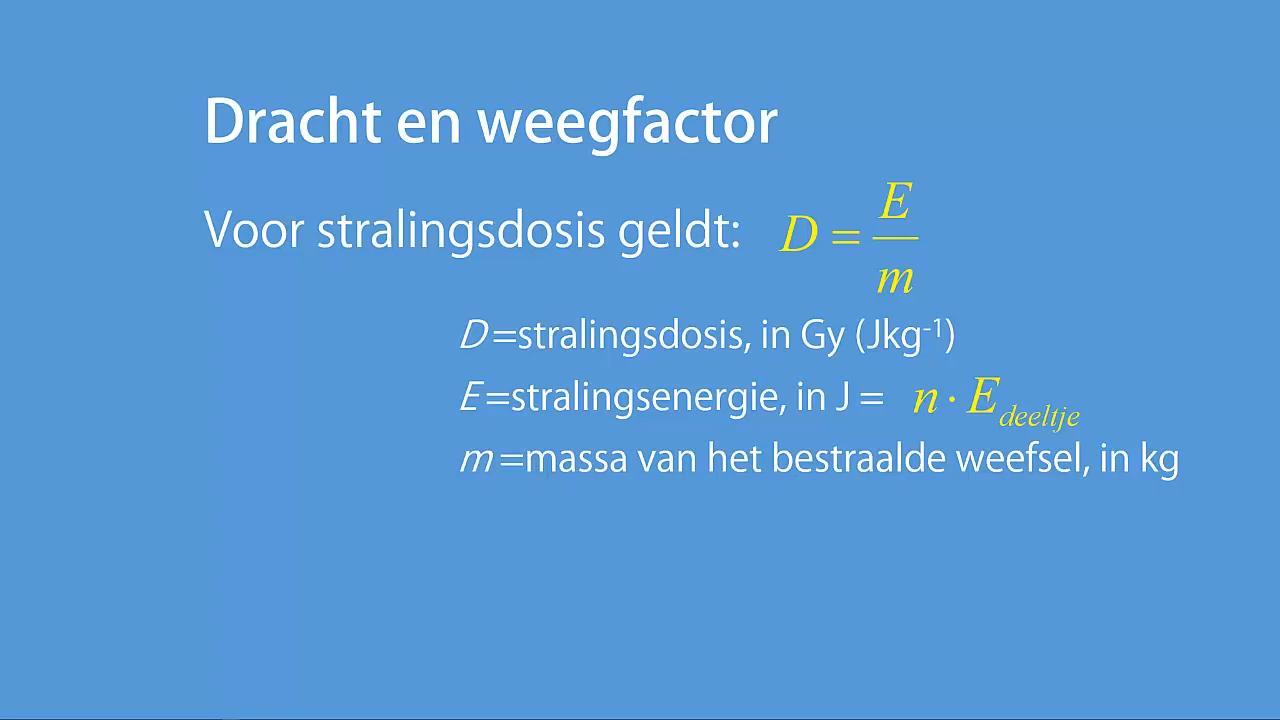 Dracht en weegfactor
Voor stralingsdosis geldt: D = E/m
D =stralingsdosis, in Gy (Jkg⁻¹)
E =stralingsenergie, in J = n · E_deeltje
m =massa van het bestraalde weefsel, in kg